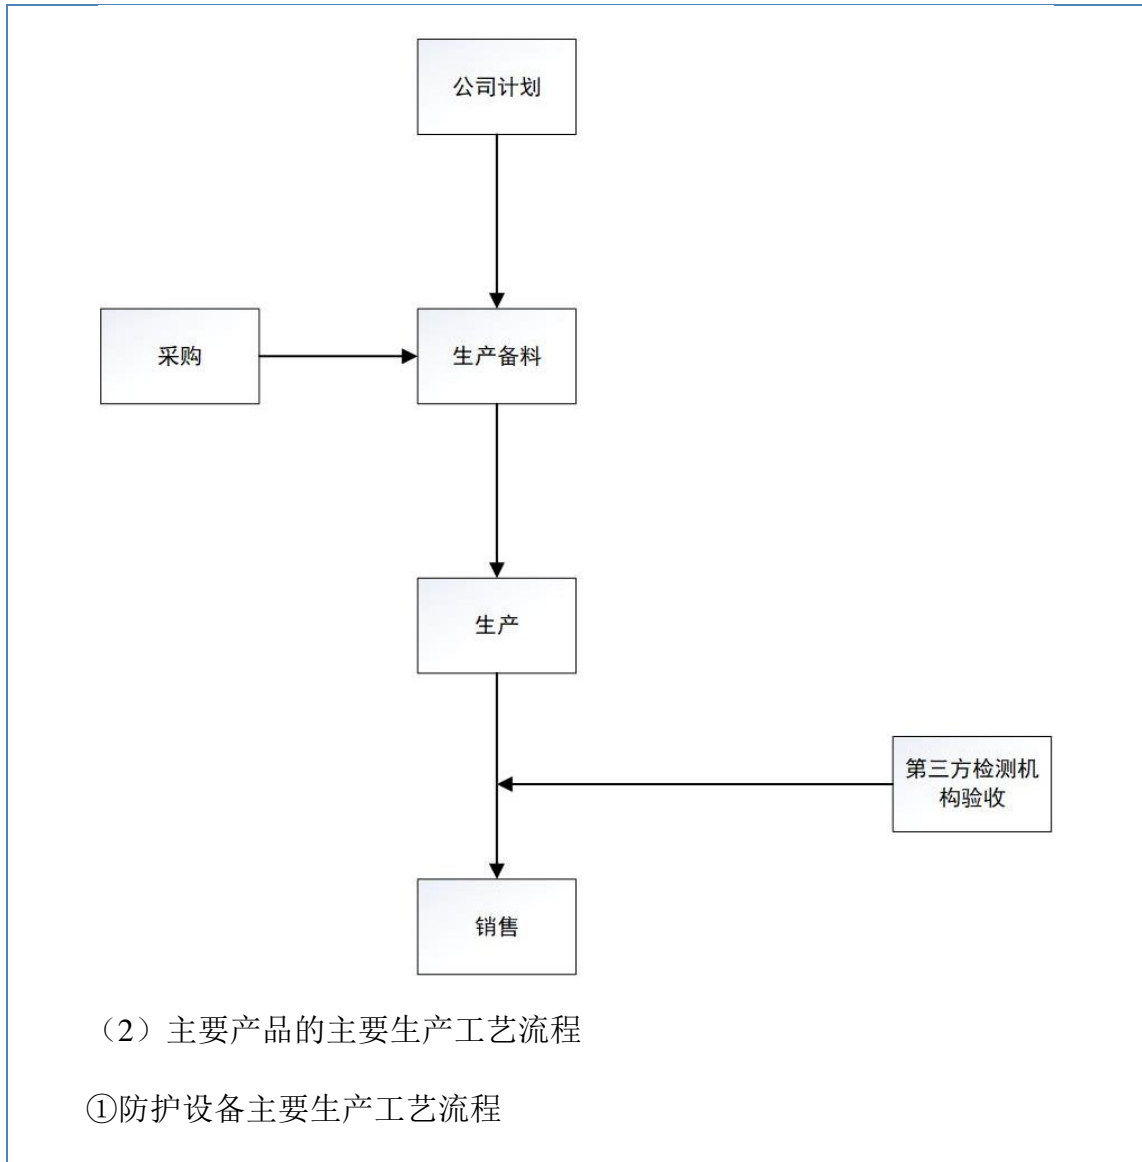 公司计划
采购
生产备料
生产
第三方检测机
构验收
销售
（2）主要产品的主要生产工艺流程
①防护设备主要生产工艺流程